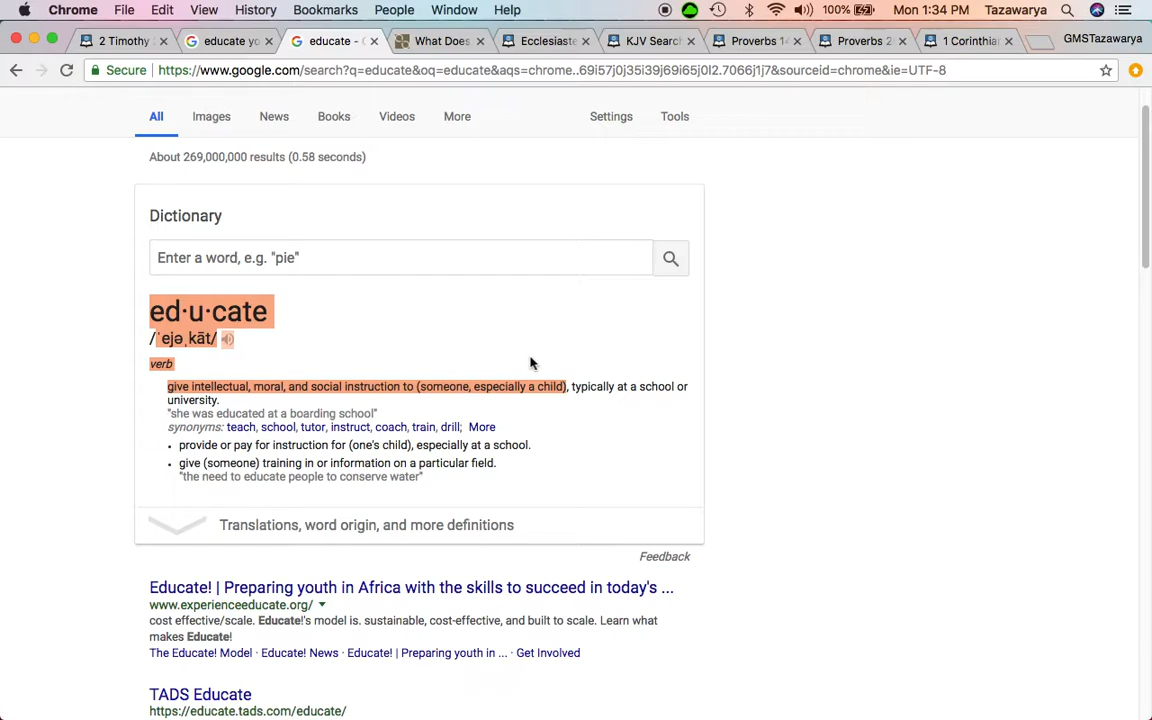 Chrome File Edit View History Bookmarks People Window Help 100% Mon 1:34 PM Tazawarya
2 Timothy educate yo educate - What Does Ecclesiaste KJV Search Proverbs 14 Proverbs 2 1 Corinthian GMSTazawarya
Secure https://www.google.com/search?q=educate&oq=educate&aqs=chrome..69i57j0j35i39j69i65j0l2.7066j1j7&sourceid=chrome&ie=UTF-8
All Images News Books Videos More Settings Tools
About 269,000,000 results (0.58 seconds)
Dictionary
Enter a word, e.g. "pie"
ed·u·cate
/ˈejəˌkāt/
verb
give intellectual, moral, and social instruction to (someone, especially a child), typically at a school or
university.
"she was educated at a boarding school"
synonyms: teach, school, tutor, instruct, coach, train, drill; More
• provide or pay for instruction for (one's child), especially at a school.
• give (someone) training in or information on a particular field.
"the need to educate people to conserve water"
Translations, word origin, and more definitions
Feedback
Educate! | Preparing youth in Africa with the skills to succeed in today's ...
www.experienceeducate.org/
cost effective/scale. Educate!'s model is. sustainable, cost-effective, and built to scale. Learn what
makes Educate!
The Educate! Model · Educate! News · Educate! | Preparing youth in ... · Get Involved
TADS Educate
https://educate.tads.com/educate/